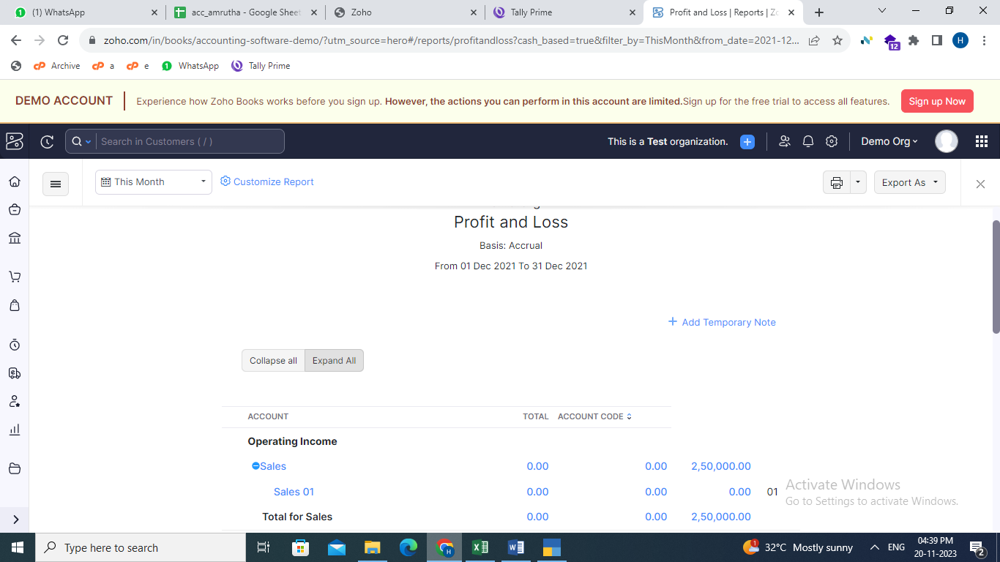 (1) WhatsApp
acc_amrutha - Google Sheet
Zoho
Tally Prime
Profit and Loss | Reports | Zo
zoho.com/in/books/accounting-software-demo/?utm_source=hero#/reports/profitandloss?cash_based=true&filter_by=ThisMonth&from_date=2021-12...
12
H
Archive
a
e
WhatsApp
Tally Prime
DEMO ACCOUNT
Experience how Zoho Books works before you sign up. However, the actions you can perform in this account are limited.Sign up for the free trial to access all features.
Sign up Now
Search in Customers ( / )
This is a Test organization.
Demo Org
This Month
Customize Report
Export As
Profit and Loss
Basis: Accrual
From 01 Dec 2021 To 31 Dec 2021
+ Add Temporary Note
Collapse all Expand All
ACCOUNT TOTAL ACCOUNT CODE
Operating Income
Sales 0.00 0.00 2,50,000.00
Sales 01 0.00 0.00 0.00 01
Total for Sales 0.00 0.00 2,50,000.00
Activate Windows
Go to Settings to activate Windows.
Type here to search
1
32°C Mostly sunny
ENG
04:39 PM
20-11-2023
2